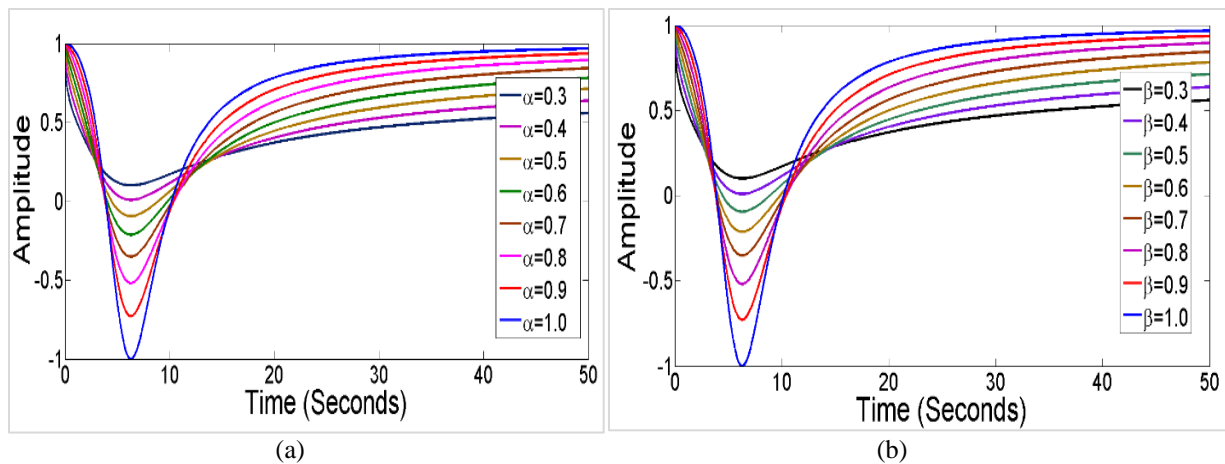 1
0.5
0
-0.5
-1
0 10 20 30 40 50
Amplitude
Time (Seconds)
α=0.3
α=0.4
α=0.5
α=0.6
α=0.7
α=0.8
α=0.9
α=1.0
(a)
1
0.5
0
-0.5
-1
0 10 20 30 40 50
Amplitude
Time (Seconds)
β=0.3
β=0.4
β=0.5
β=0.6
β=0.7
β=0.8
β=0.9
β=1.0
(b)